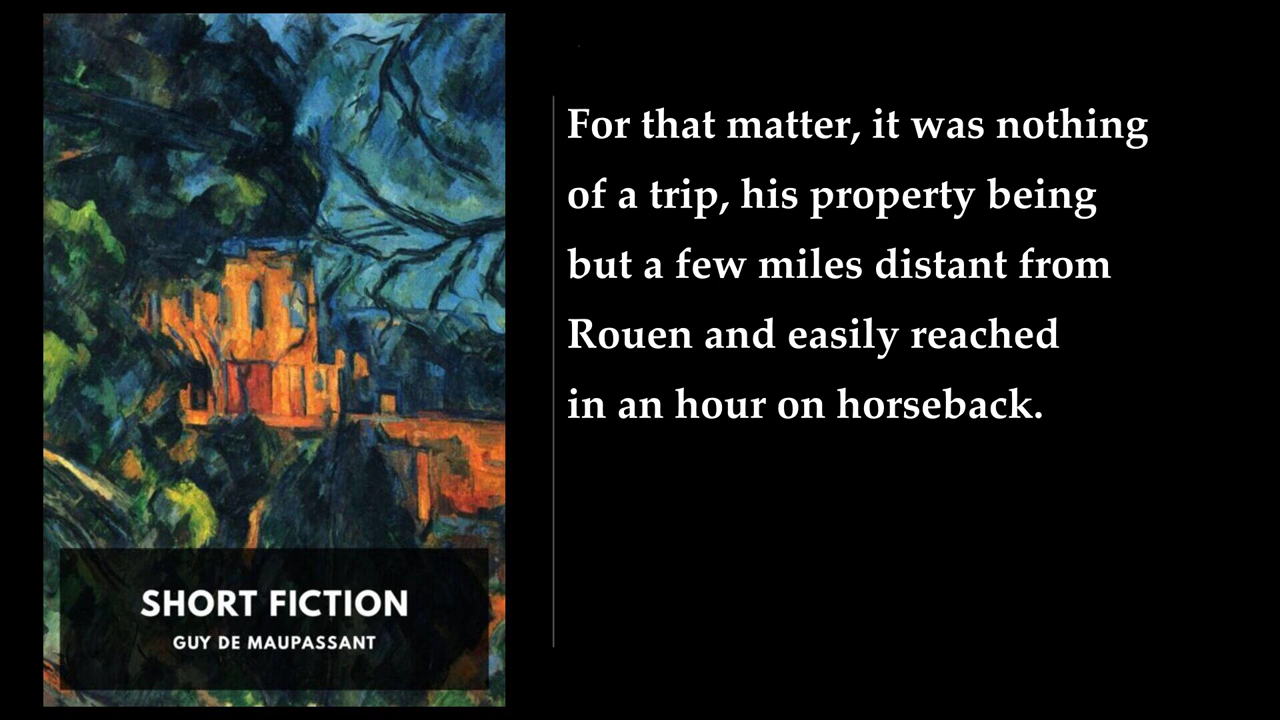 For that matter, it was nothing
of a trip, his property being
but a few miles distant from
Rouen and easily reached
in an hour on horseback.
SHORT FICTION
GUY DE MAUPASSANT